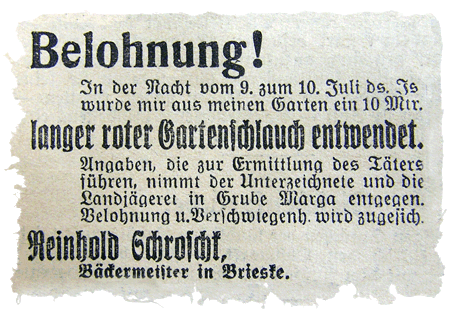 Belohnung!
In der Nacht vom 9. zum 10. Juli ds. Js
wurde mir aus meinen Garten ein 10 Mtr.
langer roter Gartenschlauch entwendet.
Angaben, die zur Ermittlung des Täters
führen, nimmt der Unterzeichnete und die
Landjägerei in Grube Marga entgegen.
Belohnung u. Verschwiegenh. wird zugesich.
Reinhold Schroschk,
Bäckermeister in Brieske.